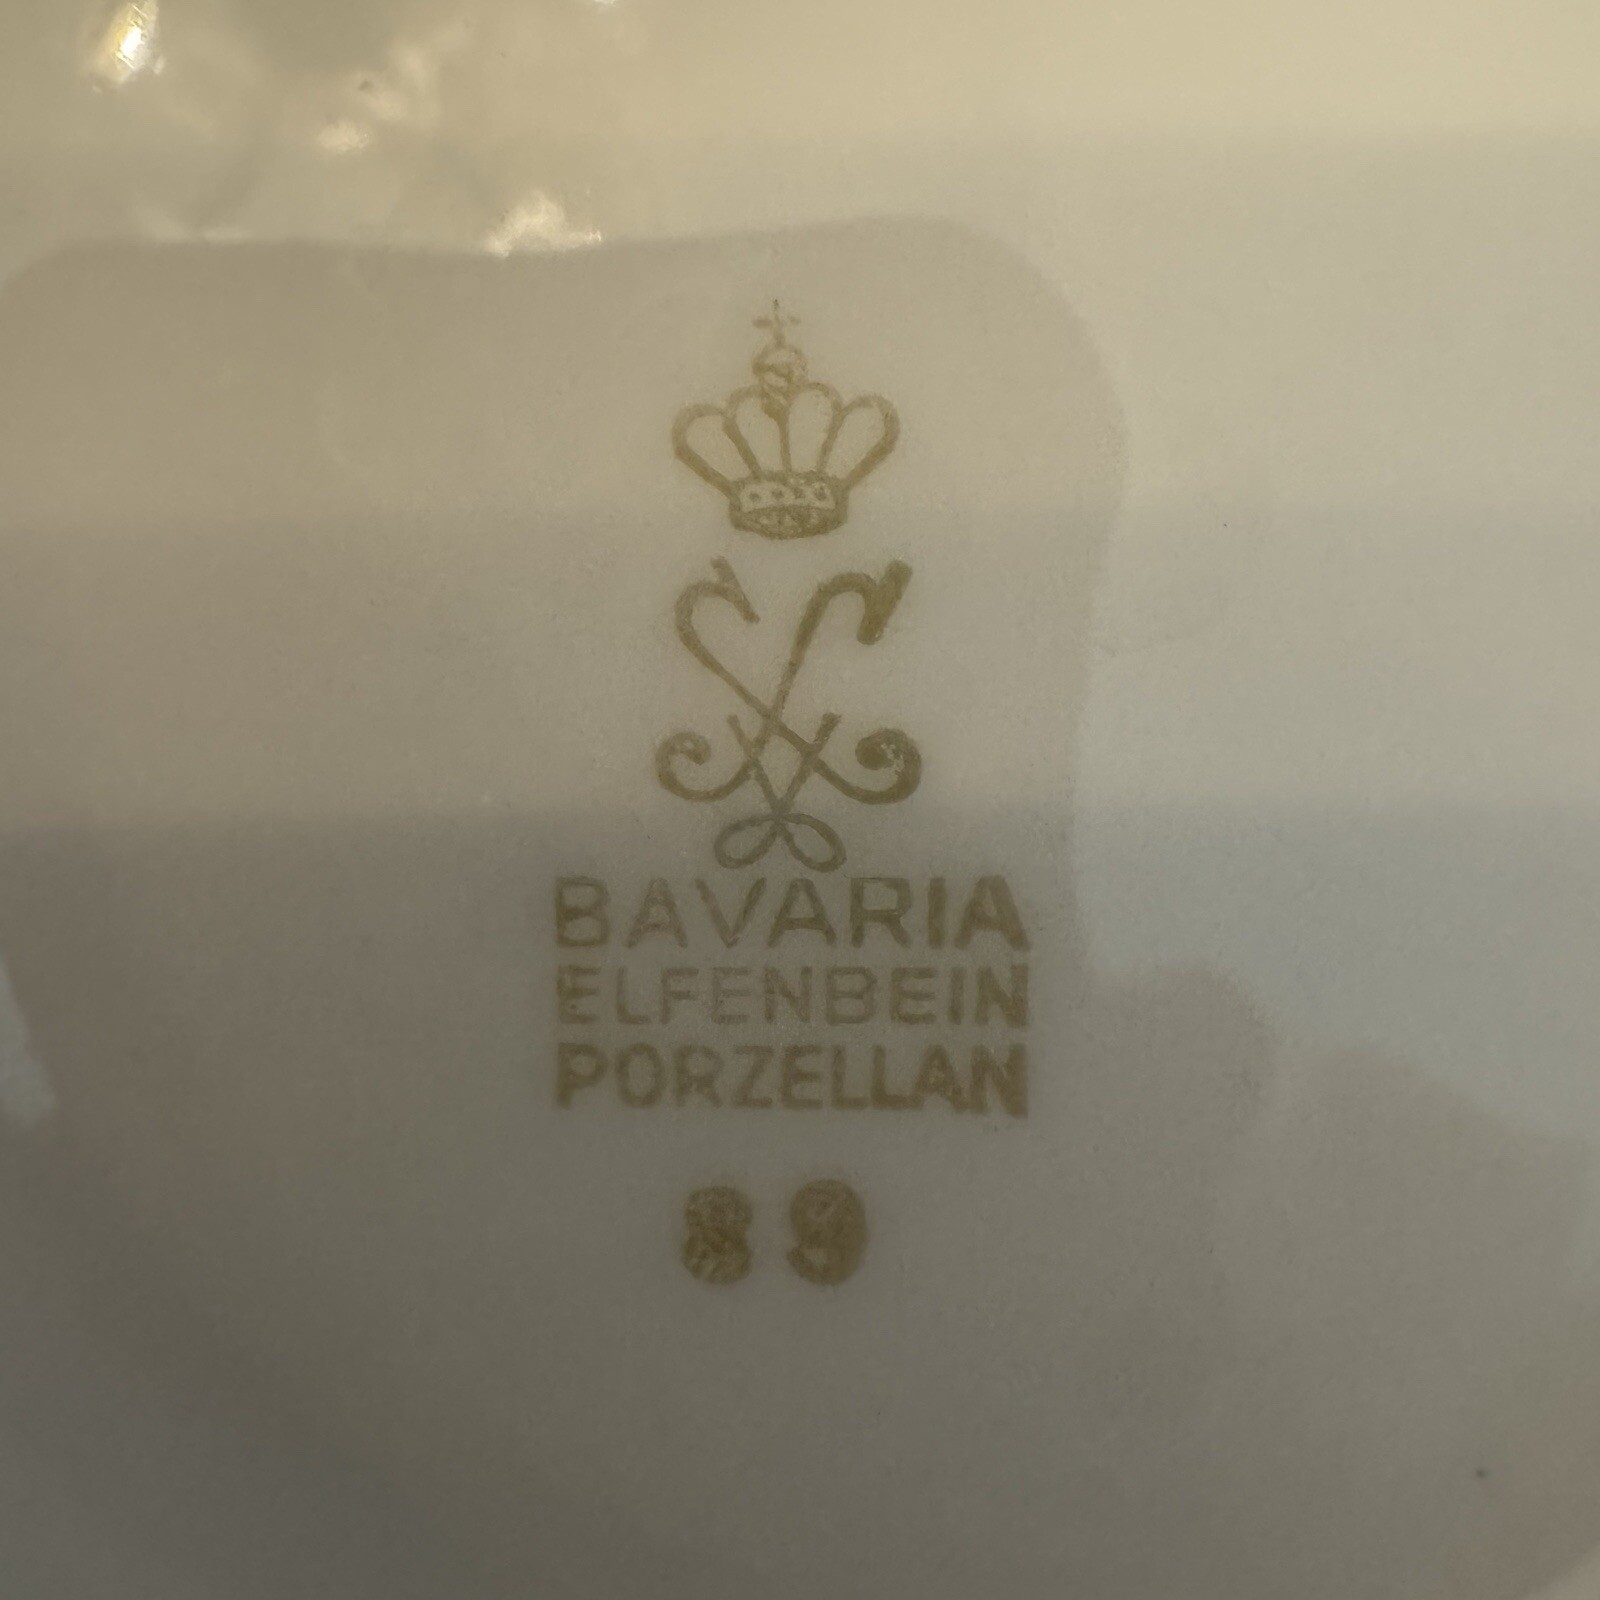 BAVARIA
ELFENBEIN
PORZELLAN
89